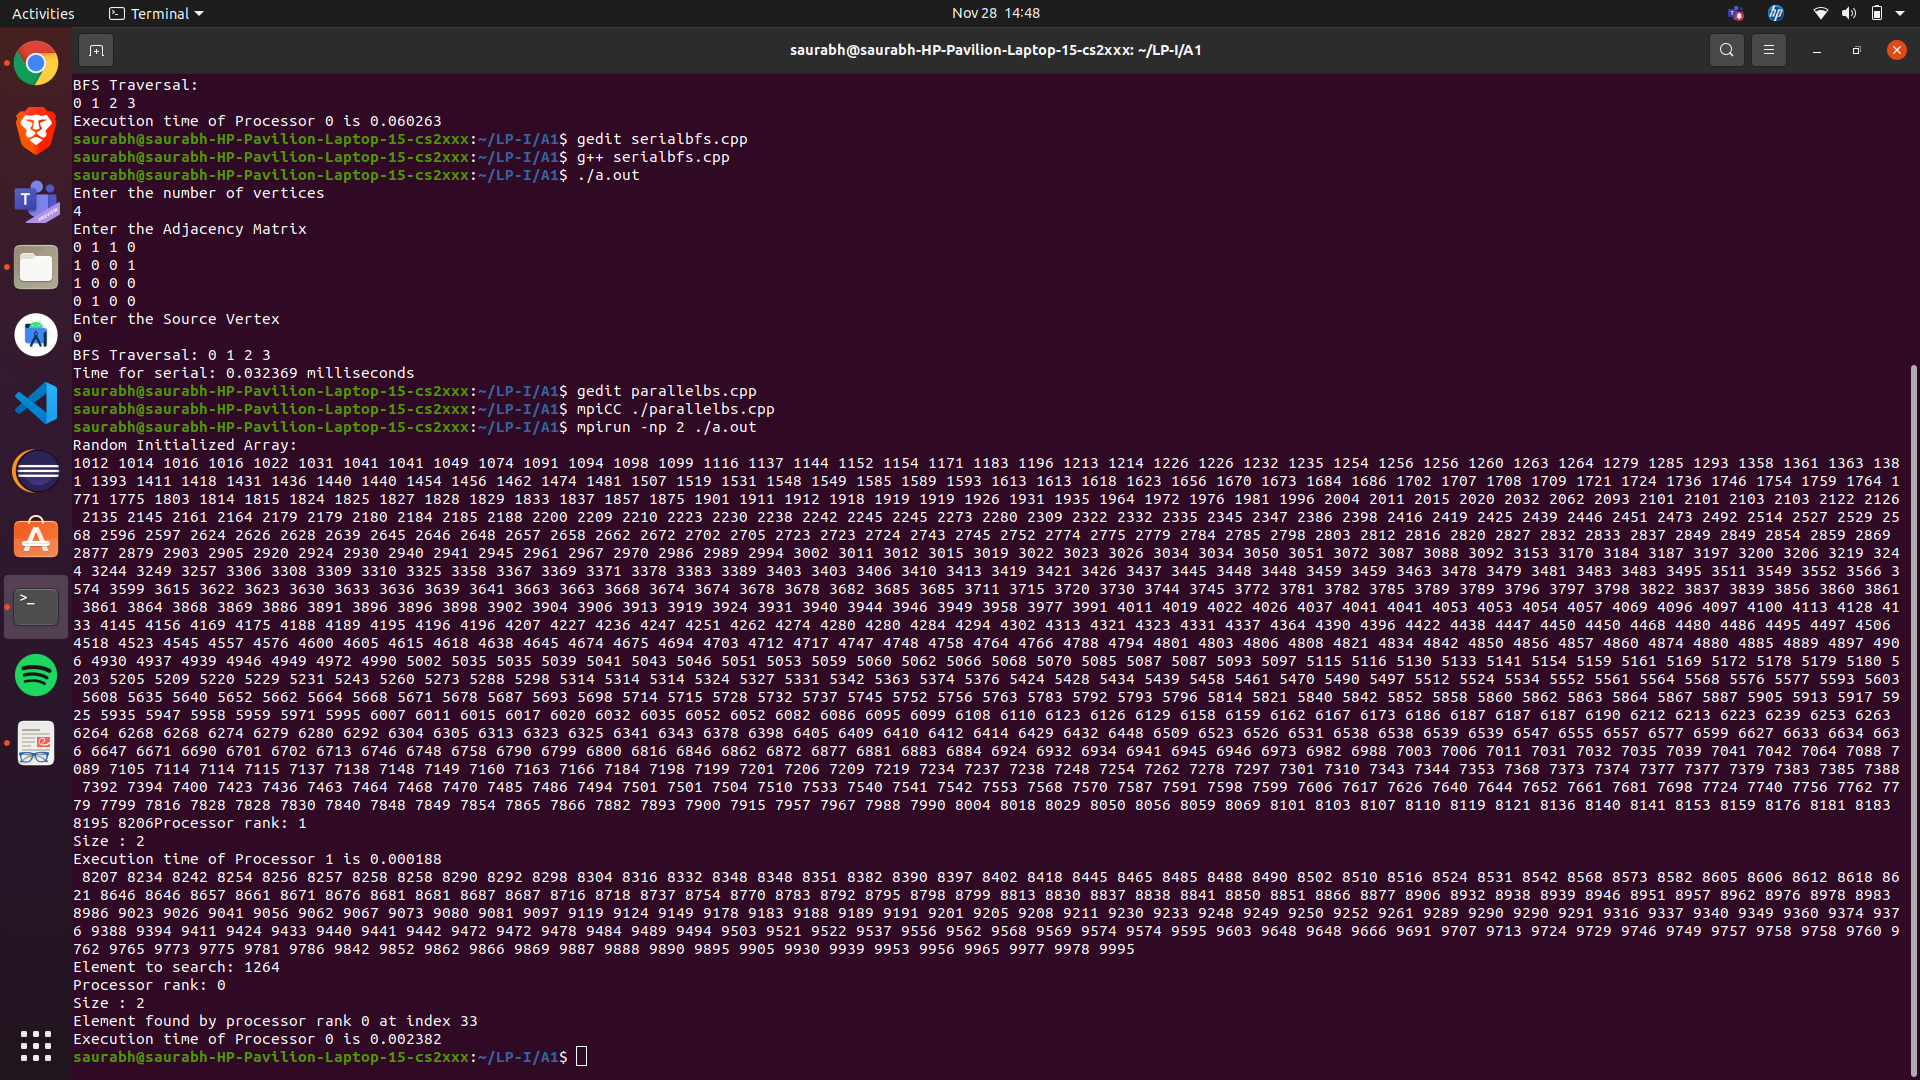 Activities
Terminal
Nov 28 14:48
saurabh@saurabh-HP-Pavilion-Laptop-15-cs2xxx: ~/LP-I/A1
BFS Traversal:
0 1 2 3
Execution time of Processor 0 is 0.060263
saurabh@saurabh-HP-Pavilion-Laptop-15-cs2xxx:~/LP-I/A1$ gedit serialbfs.cpp
saurabh@saurabh-HP-Pavilion-Laptop-15-cs2xxx:~/LP-I/A1$ g++ serialbfs.cpp
saurabh@saurabh-HP-Pavilion-Laptop-15-cs2xxx:~/LP-I/A1$ ./a.out
Enter the number of vertices
4
Enter the Adjacency Matrix
0 1 1 0
1 0 0 1
1 0 0 0
0 1 0 0
Enter the Source Vertex
0
BFS Traversal: 0 1 2 3
Time for serial: 0.032369 milliseconds
saurabh@saurabh-HP-Pavilion-Laptop-15-cs2xxx:~/LP-I/A1$ gedit parallelbs.cpp
saurabh@saurabh-HP-Pavilion-Laptop-15-cs2xxx:~/LP-I/A1$ mpiCC ./parallelbs.cpp
saurabh@saurabh-HP-Pavilion-Laptop-15-cs2xxx:~/LP-I/A1$ mpirun -np 2 ./a.out
Random Initialized Array:
1012 1014 1016 1016 1022 1031 1041 1041 1049 1074 1091 1094 1098 1099 1116 1137 1144 1152 1154 1171 1183 1196 1213 1214 1226 1226 1232 1235 1254 1256 1256 1260 1263 1264 1279 1285 1293 1358 1361 1363 138
1 1393 1411 1418 1431 1436 1440 1440 1454 1456 1462 1474 1481 1507 1519 1531 1548 1549 1585 1589 1593 1613 1613 1618 1623 1656 1670 1673 1684 1686 1702 1707 1708 1709 1721 1724 1736 1746 1754 1759 1764 1
771 1775 1803 1814 1815 1824 1825 1827 1828 1829 1833 1837 1857 1875 1901 1911 1912 1918 1919 1919 1926 1931 1935 1964 1972 1976 1981 1996 2004 2011 2015 2020 2032 2062 2093 2101 2101 2103 2103 2122 2126
2135 2145 2161 2164 2179 2179 2180 2184 2185 2188 2200 2209 2210 2223 2230 2238 2242 2245 2245 2273 2280 2309 2322 2332 2335 2345 2347 2386 2398 2416 2419 2425 2439 2446 2451 2473 2492 2514 2527 2529 25
68 2596 2597 2624 2626 2628 2639 2645 2646 2648 2657 2658 2662 2672 2702 2705 2723 2723 2724 2743 2745 2752 2774 2775 2779 2784 2785 2798 2803 2812 2816 2820 2827 2832 2833 2837 2849 2849 2854 2859 2869
2877 2879 2903 2905 2920 2924 2930 2940 2941 2945 2961 2967 2970 2986 2989 2994 3002 3011 3012 3015 3019 3022 3023 3026 3034 3034 3050 3051 3072 3087 3088 3092 3153 3170 3184 3187 3197 3200 3206 3219 324
4 3244 3249 3257 3306 3308 3309 3310 3325 3358 3367 3369 3371 3378 3383 3389 3403 3403 3406 3410 3413 3419 3421 3426 3437 3445 3448 3448 3459 3459 3463 3478 3479 3481 3483 3483 3495 3511 3549 3552 3566 3
574 3599 3615 3622 3623 3630 3633 3636 3639 3641 3663 3663 3668 3674 3674 3678 3678 3682 3685 3685 3711 3715 3720 3730 3744 3745 3772 3781 3782 3785 3789 3789 3796 3797 3798 3822 3837 3839 3856 3860 3861
3861 3864 3868 3869 3886 3891 3896 3896 3898 3902 3904 3906 3913 3919 3924 3931 3940 3944 3946 3949 3958 3977 3991 4011 4019 4022 4026 4037 4041 4041 4053 4053 4054 4057 4069 4096 4097 4100 4113 4128 41
33 4145 4156 4169 4175 4188 4189 4195 4196 4196 4207 4227 4236 4247 4251 4262 4274 4280 4280 4284 4294 4302 4313 4321 4323 4331 4337 4364 4390 4396 4422 4438 4447 4450 4450 4468 4480 4486 4495 4497 4506
4518 4523 4545 4557 4576 4600 4605 4615 4618 4638 4645 4674 4675 4694 4703 4712 4717 4747 4748 4758 4764 4766 4788 4794 4801 4803 4806 4808 4821 4834 4842 4850 4856 4857 4860 4874 4880 4885 4889 4897 490
6 4930 4937 4939 4946 4949 4972 4990 5002 5035 5035 5039 5041 5043 5046 5051 5053 5059 5060 5062 5066 5068 5070 5085 5087 5087 5093 5097 5115 5116 5130 5133 5141 5154 5159 5161 5169 5172 5178 5179 5180 5
203 5205 5209 5220 5229 5231 5243 5260 5273 5288 5298 5314 5314 5314 5324 5327 5331 5342 5363 5374 5376 5424 5428 5434 5439 5458 5461 5470 5490 5497 5512 5524 5534 5552 5561 5564 5568 5576 5577 5593 5603
5608 5635 5640 5652 5662 5664 5668 5671 5678 5687 5693 5698 5714 5715 5728 5732 5737 5745 5752 5756 5763 5783 5792 5793 5796 5814 5821 5840 5842 5852 5858 5860 5862 5863 5864 5867 5887 5905 5913 5917 59
25 5935 5947 5958 5959 5971 5995 6007 6011 6015 6017 6020 6032 6035 6052 6052 6082 6086 6095 6099 6108 6110 6123 6126 6129 6158 6159 6162 6167 6173 6186 6187 6187 6187 6190 6212 6213 6223 6239 6253 6263
6264 6268 6268 6274 6279 6280 6292 6304 6305 6313 6323 6325 6341 6343 6378 6398 6405 6409 6410 6412 6414 6429 6432 6448 6509 6523 6526 6531 6538 6538 6539 6539 6547 6555 6557 6577 6599 6627 6633 6634 663
6 6647 6671 6690 6701 6702 6713 6746 6748 6758 6790 6799 6800 6816 6846 6862 6872 6877 6881 6883 6884 6924 6932 6934 6941 6945 6946 6973 6982 6988 7003 7006 7011 7031 7032 7035 7039 7041 7042 7064 7088 7
089 7105 7114 7114 7115 7137 7138 7148 7149 7160 7163 7166 7184 7198 7199 7201 7206 7209 7219 7234 7237 7238 7248 7254 7262 7278 7297 7301 7310 7343 7344 7353 7368 7373 7374 7377 7377 7379 7383 7385 7388
7392 7394 7400 7423 7436 7463 7464 7468 7470 7485 7486 7494 7501 7501 7504 7510 7533 7540 7541 7542 7553 7568 7570 7587 7591 7598 7599 7606 7617 7626 7640 7644 7652 7661 7681 7698 7724 7740 7756 7762 77
79 7799 7816 7828 7828 7830 7840 7848 7849 7854 7865 7866 7882 7893 7900 7915 7957 7967 7988 7990 8004 8018 8029 8050 8056 8059 8069 8101 8103 8107 8110 8119 8121 8136 8140 8141 8153 8159 8176 8181 8183
8195 8206Processor rank: 1
Size : 2
Execution time of Processor 1 is 0.000188
8207 8234 8242 8254 8256 8257 8258 8258 8290 8292 8298 8304 8316 8332 8348 8348 8351 8382 8390 8397 8402 8418 8445 8465 8485 8488 8490 8502 8510 8516 8524 8531 8542 8568 8573 8582 8605 8606 8612 8618 86
21 8646 8646 8657 8661 8671 8676 8681 8681 8687 8687 8716 8718 8737 8754 8770 8783 8792 8795 8798 8799 8813 8830 8837 8838 8841 8850 8851 8866 8877 8906 8932 8938 8939 8946 8951 8957 8962 8976 8978 8983
8986 9023 9026 9041 9056 9062 9067 9073 9080 9081 9097 9119 9124 9149 9178 9183 9188 9189 9191 9201 9205 9208 9211 9230 9233 9248 9249 9250 9252 9261 9289 9290 9290 9291 9316 9337 9340 9349 9360 9374 937
6 9388 9394 9411 9424 9433 9440 9441 9442 9472 9472 9478 9484 9489 9494 9503 9521 9522 9537 9556 9562 9568 9569 9574 9574 9595 9603 9648 9648 9666 9691 9707 9713 9724 9729 9746 9749 9757 9758 9758 9760 9
762 9765 9773 9775 9781 9786 9842 9852 9862 9866 9869 9887 9888 9890 9895 9905 9930 9939 9953 9956 9965 9977 9978 9995
Element to search: 1264
Processor rank: 0
Size : 2
Element found by processor rank 0 at index 33
Execution time of Processor 0 is 0.002382
saurabh@saurabh-HP-Pavilion-Laptop-15-cs2xxx:~/LP-I/A1$